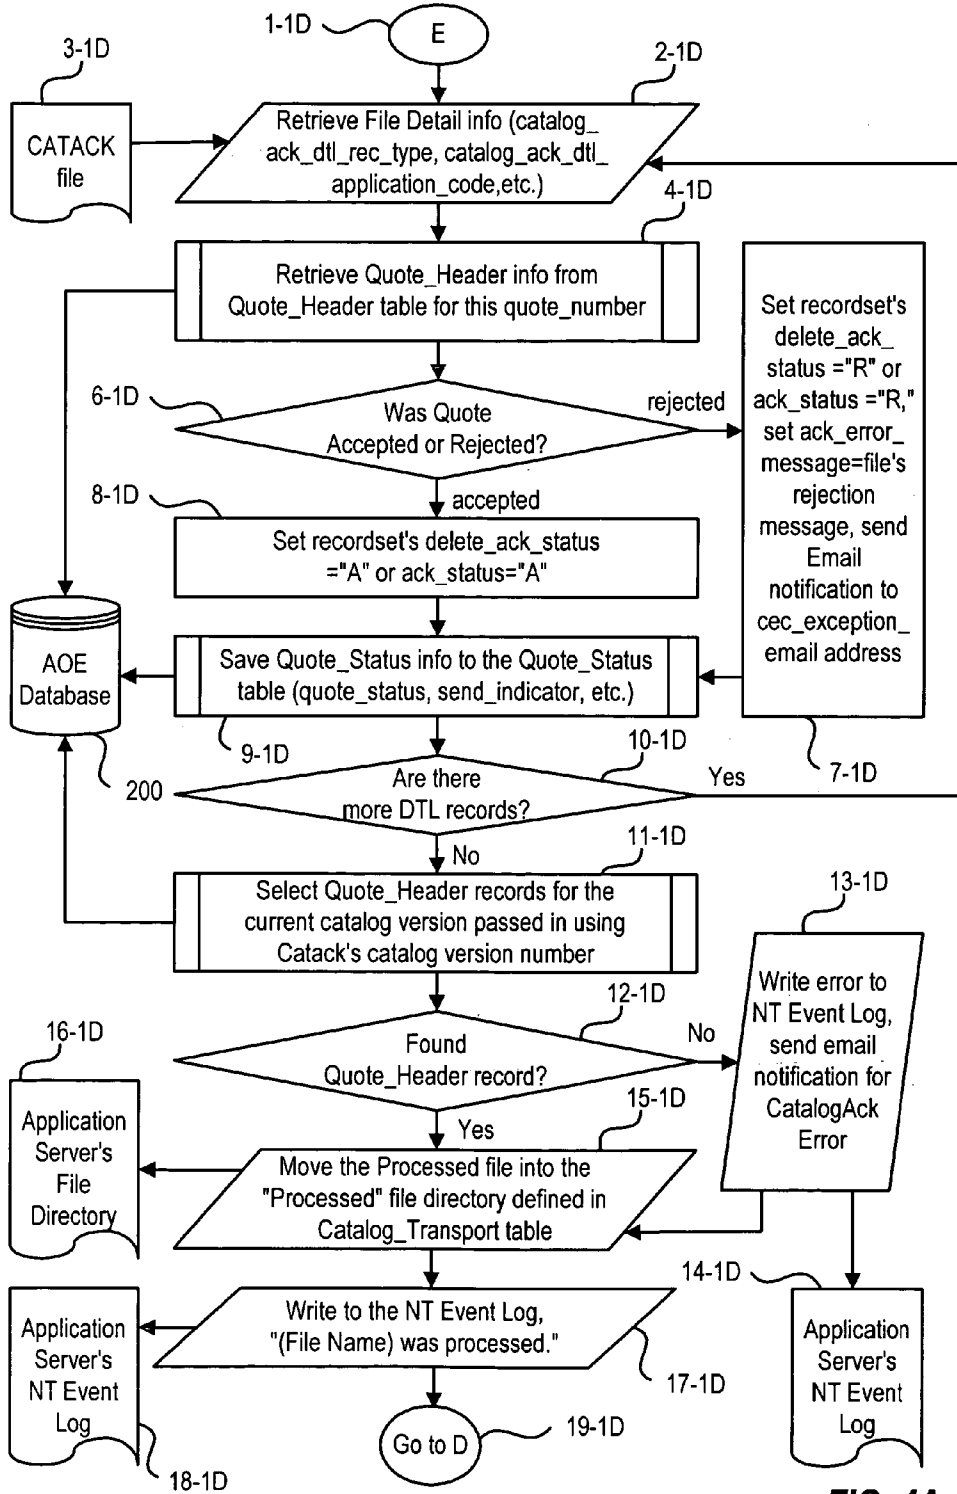 1-1D
E
3-1D
2-1D
CATACK
file
Retrieve File Detail info (catalog_
ack_dtl_rec_type, catalog_ack_dtl_
application_code,etc.)
4-1D
Retrieve Quote_Header info from
Quote_Header table for this quote_number
Set recordset's
delete_ack_
status ="R" or
ack_status ="R,"
set ack_error_
message=file's
rejection
message, send
Email
notification to
cec_exception_
email address
6-1D
Was Quote
Accepted or Rejected?
rejected
accepted
8-1D
Set recordset's delete_ack_status
="A" or ack_status="A"
AOE
Database
Save Quote_Status info to the Quote_Status
table (quote_status, send_indicator, etc.)
9-1D
10-1D
7-1D
200
Are there
more DTL records?
Yes
No
11-1D
Select Quote_Header records for the
current catalog version passed in using
Catack's catalog version number
13-1D
Write error to
NT Event Log,
send email
notification for
CatalogAck
Error
12-1D
Found
Quote_Header record?
No
Yes
16-1D
Application
Server's
File
Directory
15-1D
Move the Processed file into the
"Processed" file directory defined in
Catalog_Transport table
14-1D
Application
Server's
NT Event
Log
Write to the NT Event Log,
"(File Name) was processed."
17-1D
Application
Server's
NT Event
Log
18-1D
Go to D
19-1D